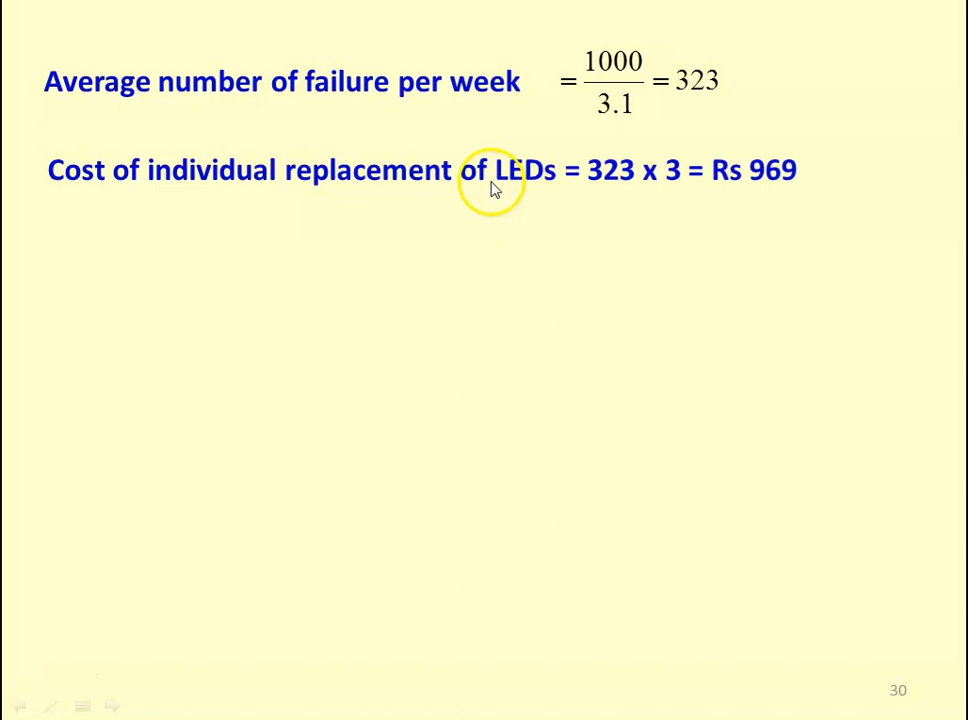 Average number of failure per week = 1000/3.1 = 323
Cost of individual replacement of LEDs = 323 x 3 = Rs 969
30